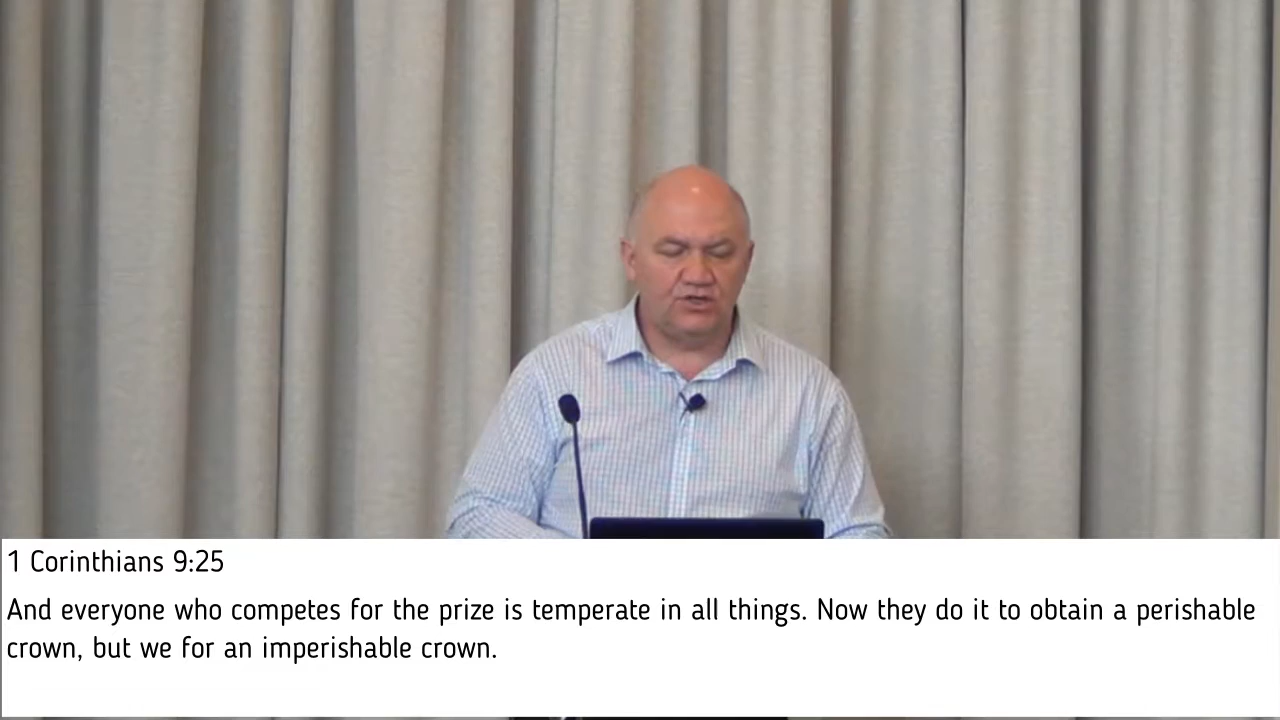 1 Corinthians 9:25
And everyone who competes for the prize is temperate in all things. Now they do it to obtain a perishable
crown, but we for an imperishable crown.